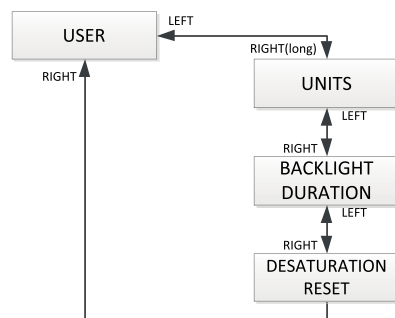 LEFT
USER
RIGHT(long)
RIGHT
UNITS
LEFT
RIGHT
BACKLIGHT
DURATION
LEFT
RIGHT
DESATURATION
RESET